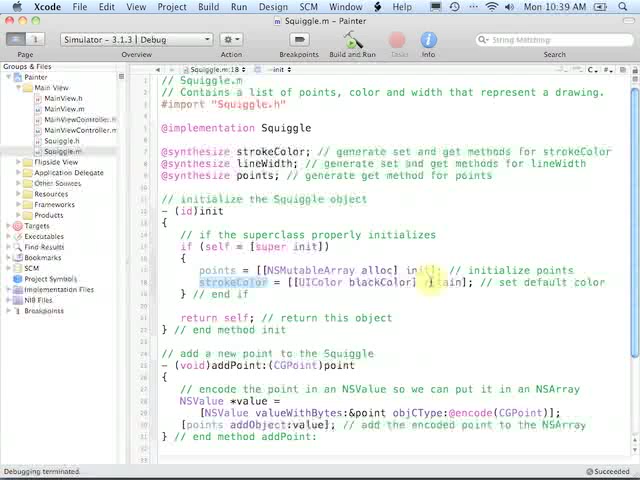 Xcode File Edit View Project Build Run Design SCM Window Help Mon 10:39 AM
Squiggle.m - Painter
Simulator - 3.1.3 | Debug
Page Overview Action Breakpoints Build and Run Tasks Info Search
String Matching
Groups & Files
Painter
Main View
MainView.h
MainView.m
MainViewController.h
MainViewController.m
Squiggle.h
Squiggle.m
Flipside View
Application Delegate
Other Sources
Resources
Frameworks
Products
Targets
Executables
Find Results
Bookmarks
SCM
Project Symbols
Implementation Files
NIB Files
Breakpoints
Squiggle.m:18 -init
// Squiggle.m
// Contains a list of points, color and width that represent a drawing.
#import "Squiggle.h"
@implementation Squiggle
@synthesize strokeColor; // generate set and get methods for strokeColor
@synthesize lineWidth; // generate set and get methods for lineWidth
@synthesize points; // generate get method for points
// initialize the Squiggle object
- (id)init
{
// if the superclass properly initializes
if (self = [super init])
{
points = [[NSMutableArray alloc] init]; // initialize points
strokeColor = [[UIColor blackColor] retain]; // set default color
} // end if
return self; // return this object
} // end method init
// add a new point to the Squiggle
- (void)addPoint:(CGPoint)point
{
// encode the point in an NSValue so we can put it in an NSArray
NSValue *value =
[NSValue valueWithBytes:&point objCType:@encode(CGPoint)];
[points addObject:value]; // add the encoded point to the NSArray
} // end method addPoint:
Debugging terminated.
Succeeded